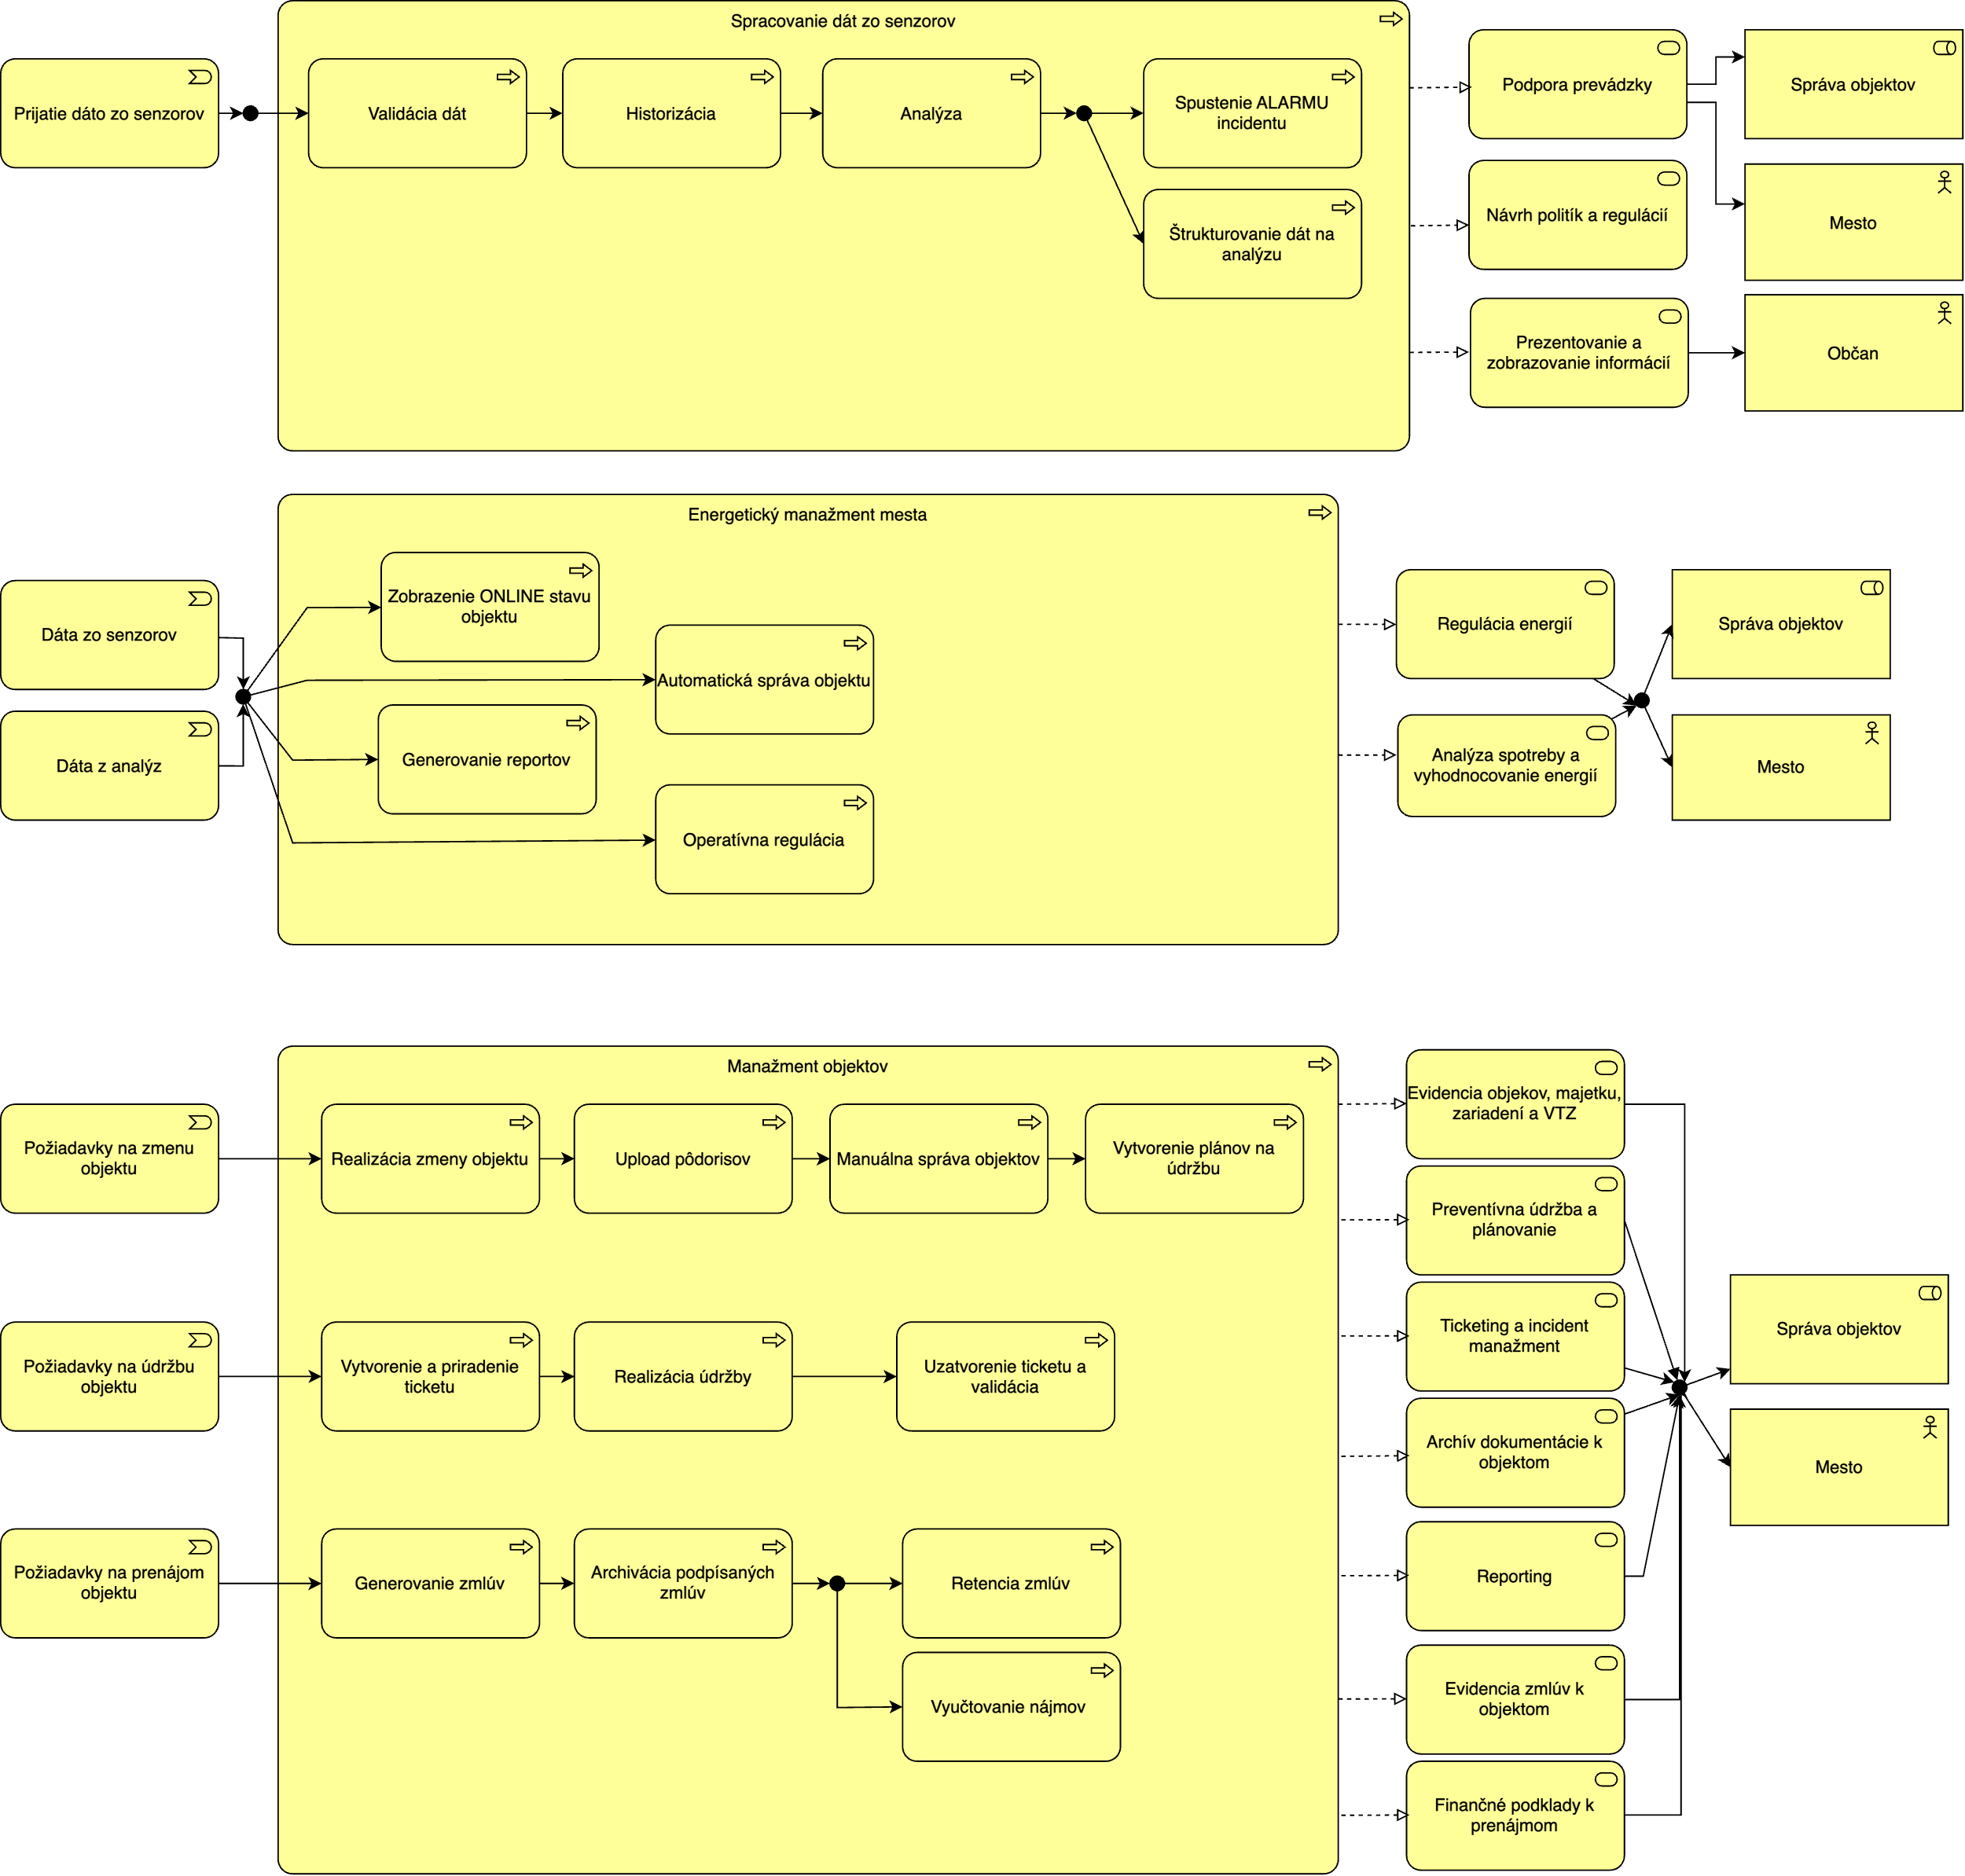 Spracovanie dát zo senzorov
Prijatie dáto zo senzorov
Validácia dát
Historizácia
Analýza
Spustenie ALARMU
incidentu
Štrukturovanie dát na
analýzu
Podpora prevádzky
Správa objektov
Návrh politík a regulácií
Mesto
Prezentovanie a
zobrazovanie informácií
Občan
Energetický manažment mesta
Dáta zo senzorov
Dáta z analýz
Zobrazenie ONLINE stavu
objektu
Automatická správa objektu
Generovanie reportov
Operatívna regulácia
Regulácia energií
Správa objektov
Analýza spotreby a
vyhodnocovanie energií
Mesto
Manažment objektov
Požiadavky na zmenu
objektu
Realizácia zmeny objektu
Upload pôdorisov
Manuálna správa objektov
Vytvorenie plánov na
údržbu
Požiadavky na údržbu
objektu
Vytvorenie a priradenie
ticketu
Realizácia údržby
Uzatvorenie ticketu a
validácia
Požiadavky na prenájom
objektu
Generovanie zmlúv
Archivácia podpísaných
zmlúv
Retencia zmlúv
Vyučtovanie nájmov
Evidencia objekov, majetku,
zariadení a VTZ
Preventívna údržba a
plánovanie
Ticketing a incident
manažment
Archív dokumentácie k
objektom
Reporting
Evidencia zmlúv k
objektom
Finančné podklady k
prenájmom
Správa objektov
Mesto